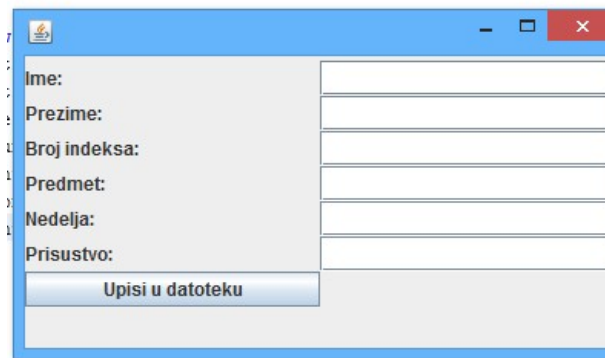 Ime:
Prezime:
Broj indeksa:
Predmet:
Nedelja:
Prisustvo:
Upisi u datoteku